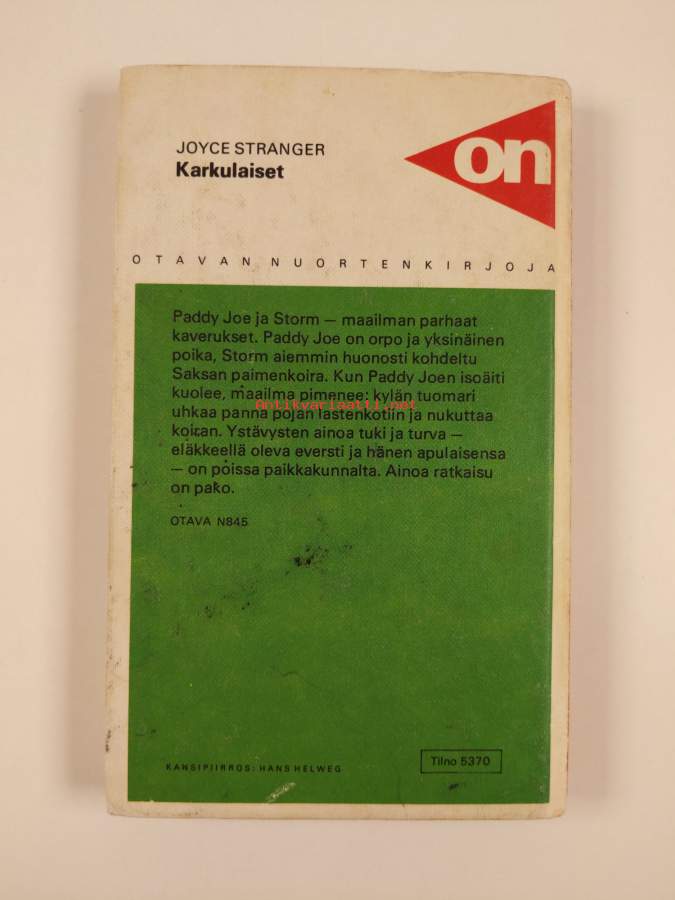 JOYCE STRANGER
Karkulaiset
on
OTAVAN NUORTENKIRJOJA
Paddy Joe ja Storm — maailman parhaat
kaverukset. Paddy Joe on orpo ja yksinäinen
poika, Storm aiemmin huonosti kohdeltu
Saksan paimenkoira. Kun Paddy Joen isoäiti
kuolee, maailma pimenee: kylän tuomari
Antikvariaatti.net
uhkaa panna pojan lastenkotiin ja nukuttaa
koiran. Ystävysten ainoa tuki ja turva —
eläkkeellä oleva eversti ja hänen apulaisensa
— on poissa paikkakunnalta. Ainoa ratkaisu
on pako.
OTAVA N845
KANSIPIIRROS: HANS HELWEG
Tilno 5370